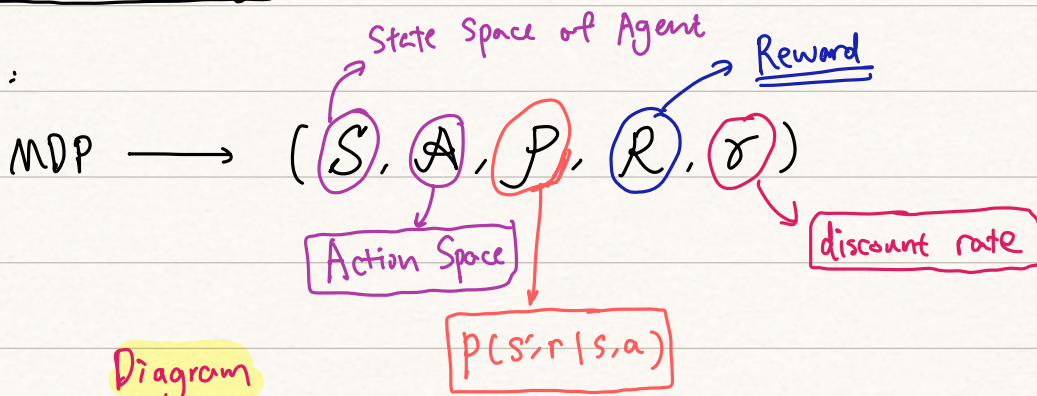 State Space of Agent
Reward
:
MDP → (S, A, P, R, γ)
Action Space
discount rate
p(s', r | s, a)
Diagram